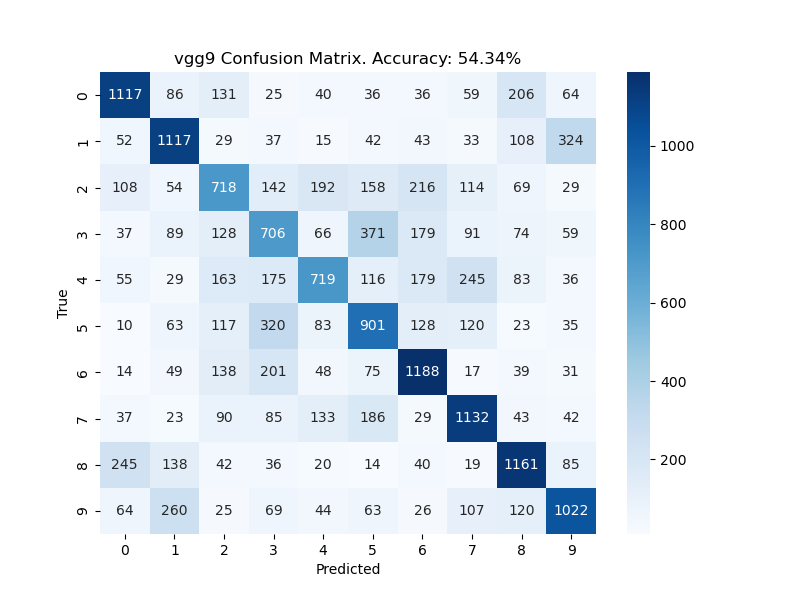 vgg9 Confusion Matrix. Accuracy: 54.34%
0 1117 86 131 25 40 36 36 59 206 64
1 52 1117 29 37 15 42 43 33 108 324
2 108 54 718 142 192 158 216 114 69 29
3 37 89 128 706 66 371 179 91 74 59
4 55 29 163 175 719 116 179 245 83 36
5 10 63 117 320 83 901 128 120 23 35
6 14 49 138 201 48 75 1188 17 39 31
7 37 23 90 85 133 186 29 1132 43 42
8 245 138 42 36 20 14 40 19 1161 85
9 64 260 25 69 44 63 26 107 120 1022
0 1 2 3 4 5 6 7 8 9
Predicted
True
1000
800
600
400
200